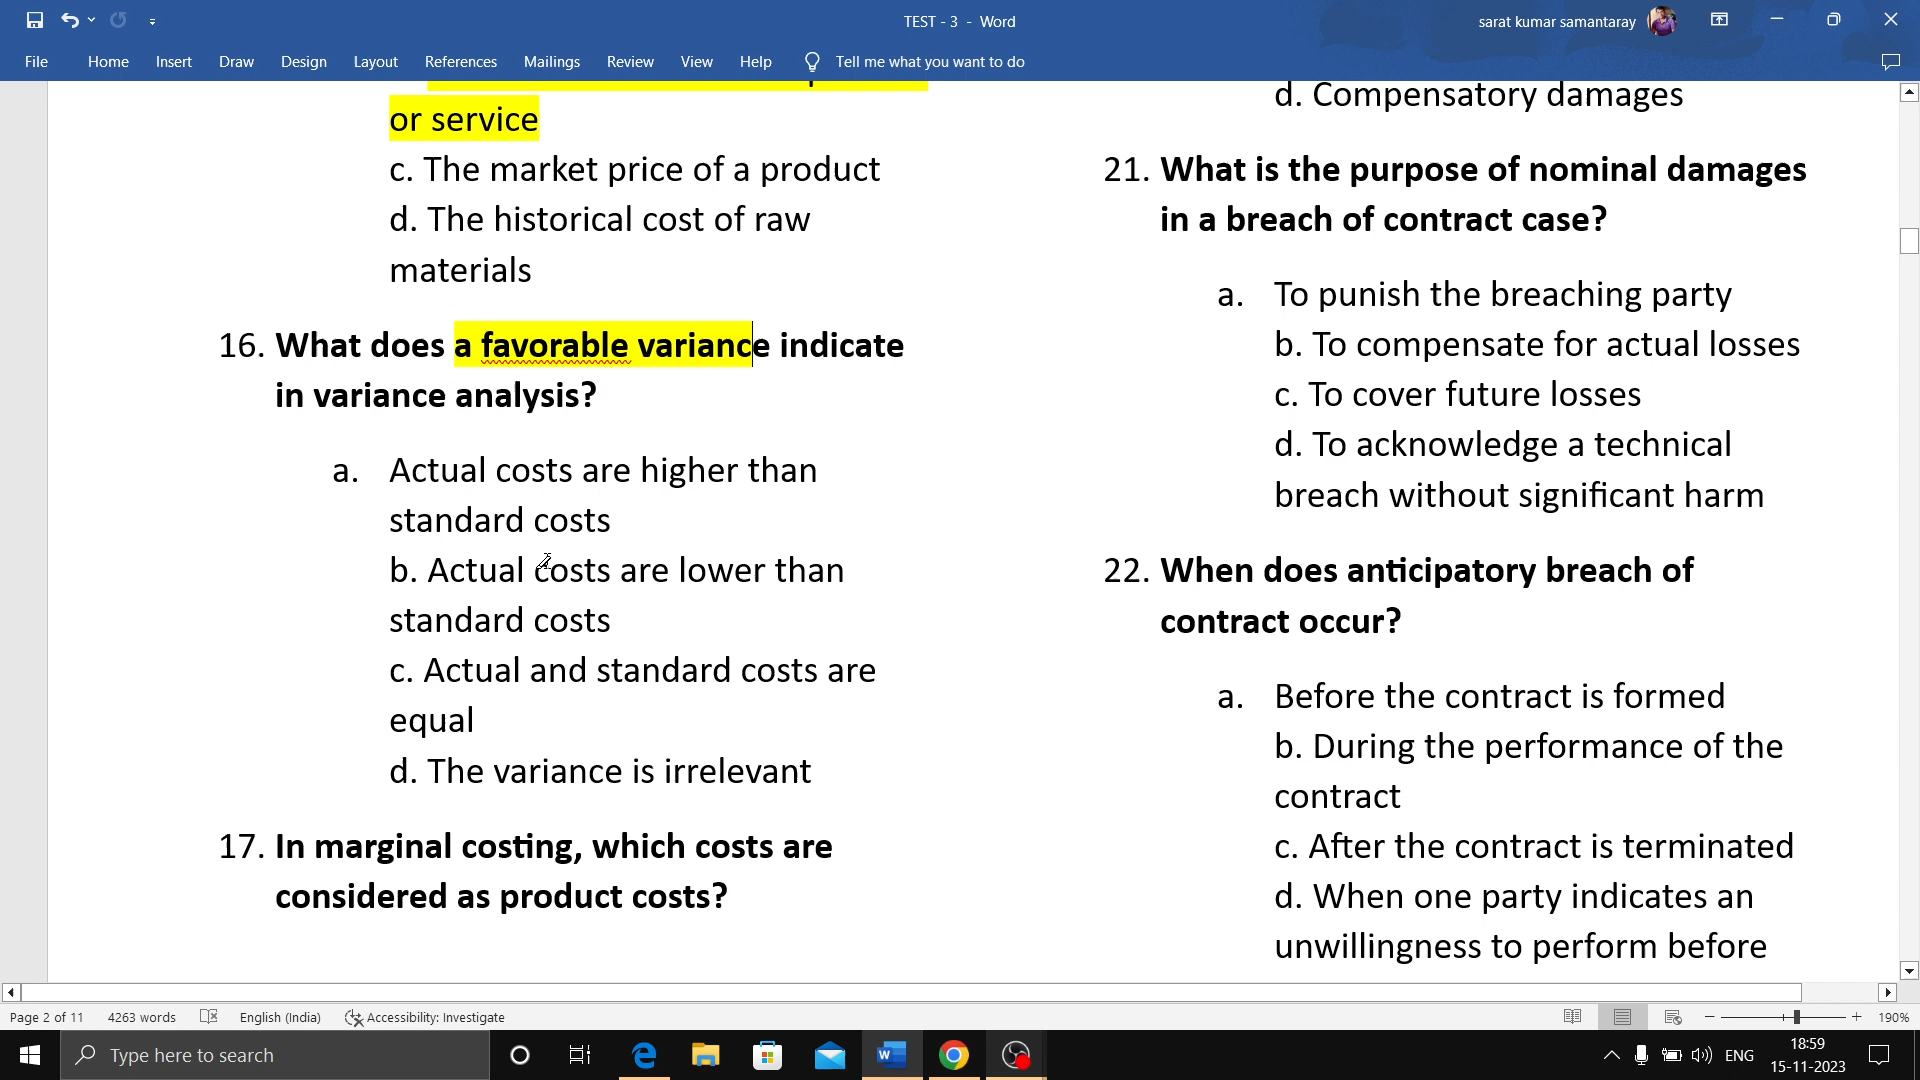 TEST - 3 - Word
sarat kumar samantaray
File Home Insert Draw Design Layout References Mailings Review View Help Tell me what you want to do
or service
c. The market price of a product
d. The historical cost of raw
materials
16. What does a favorable variance indicate
in variance analysis?
a. Actual costs are higher than
standard costs
b. Actual costs are lower than
standard costs
c. Actual and standard costs are
equal
d. The variance is irrelevant
17. In marginal costing, which costs are
considered as product costs?
d. Compensatory damages
21. What is the purpose of nominal damages
in a breach of contract case?
a. To punish the breaching party
b. To compensate for actual losses
c. To cover future losses
d. To acknowledge a technical
breach without significant harm
22. When does anticipatory breach of
contract occur?
a. Before the contract is formed
b. During the performance of the
contract
c. After the contract is terminated
d. When one party indicates an
unwillingness to perform before
Page 2 of 11 4263 words English (India) Accessibility: Investigate 190%
Type here to search
ENG
18:59
15-11-2023